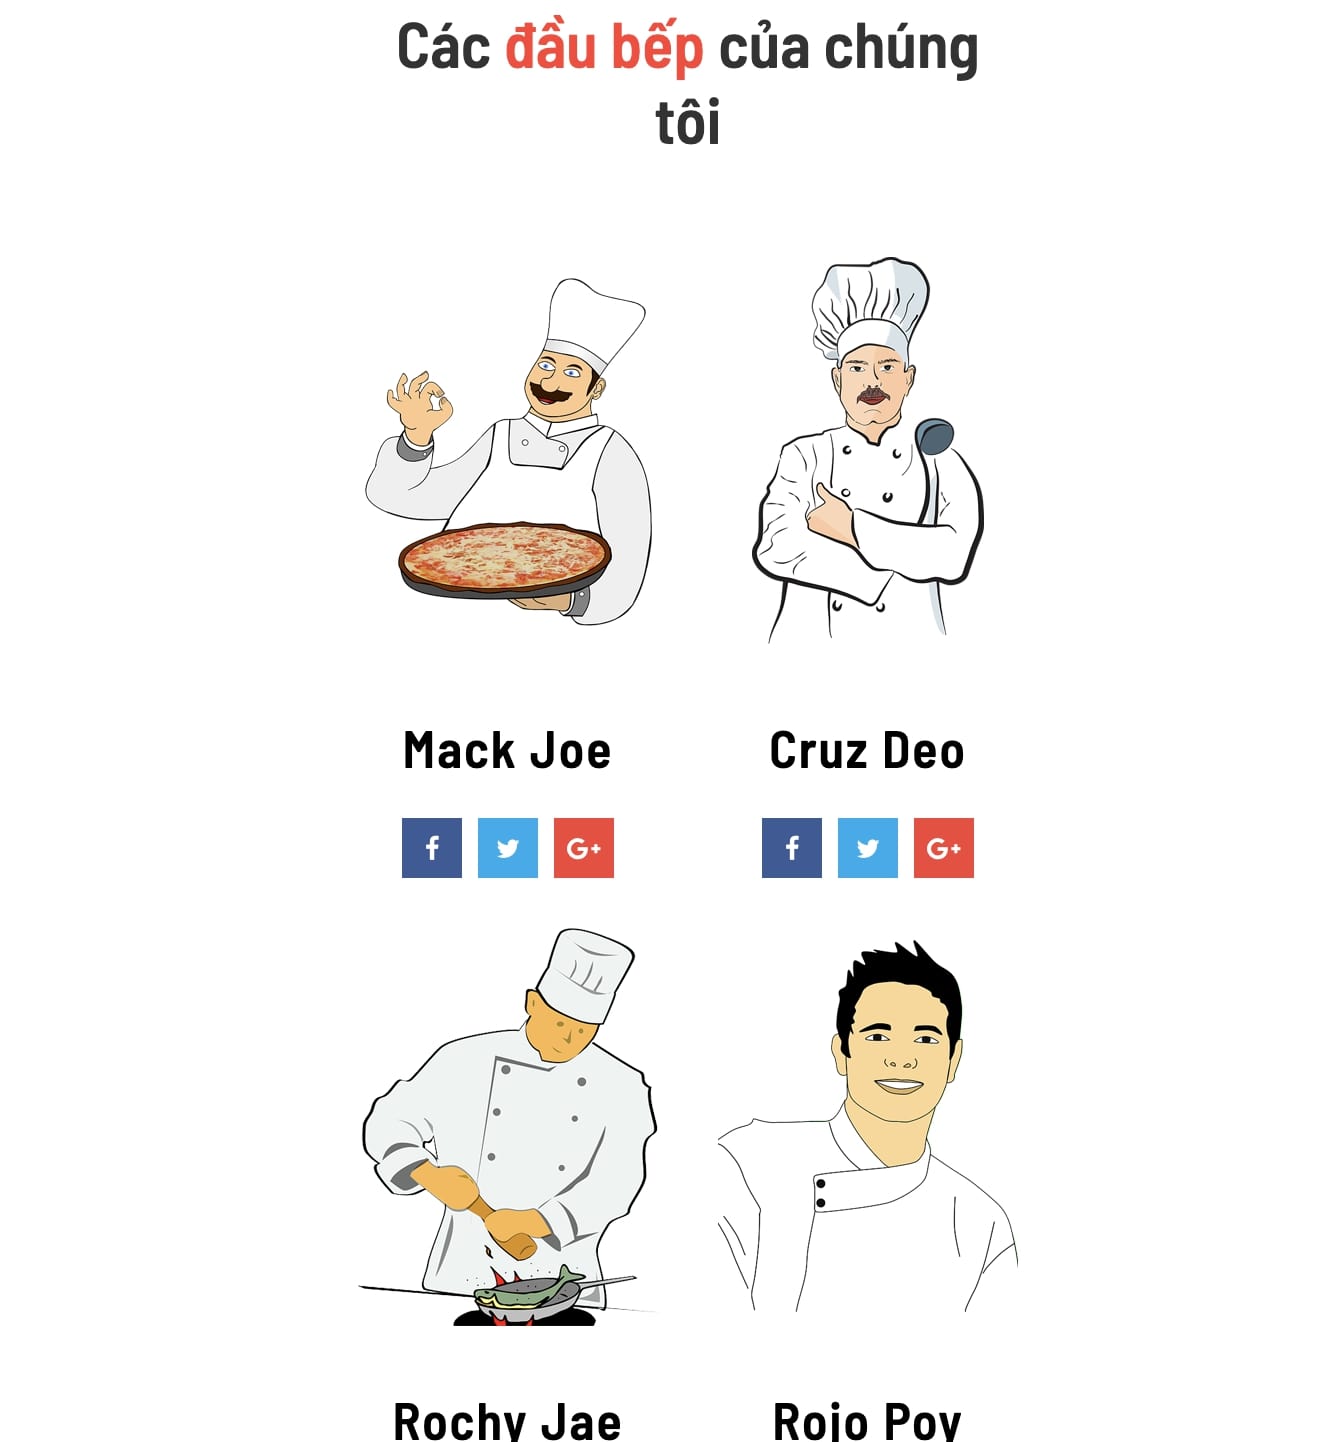 Các đầu bếp của chúng
tôi
Mack Joe
Cruz Deo
f
G+
f
G+
Rochy Jae
Rojo Poy